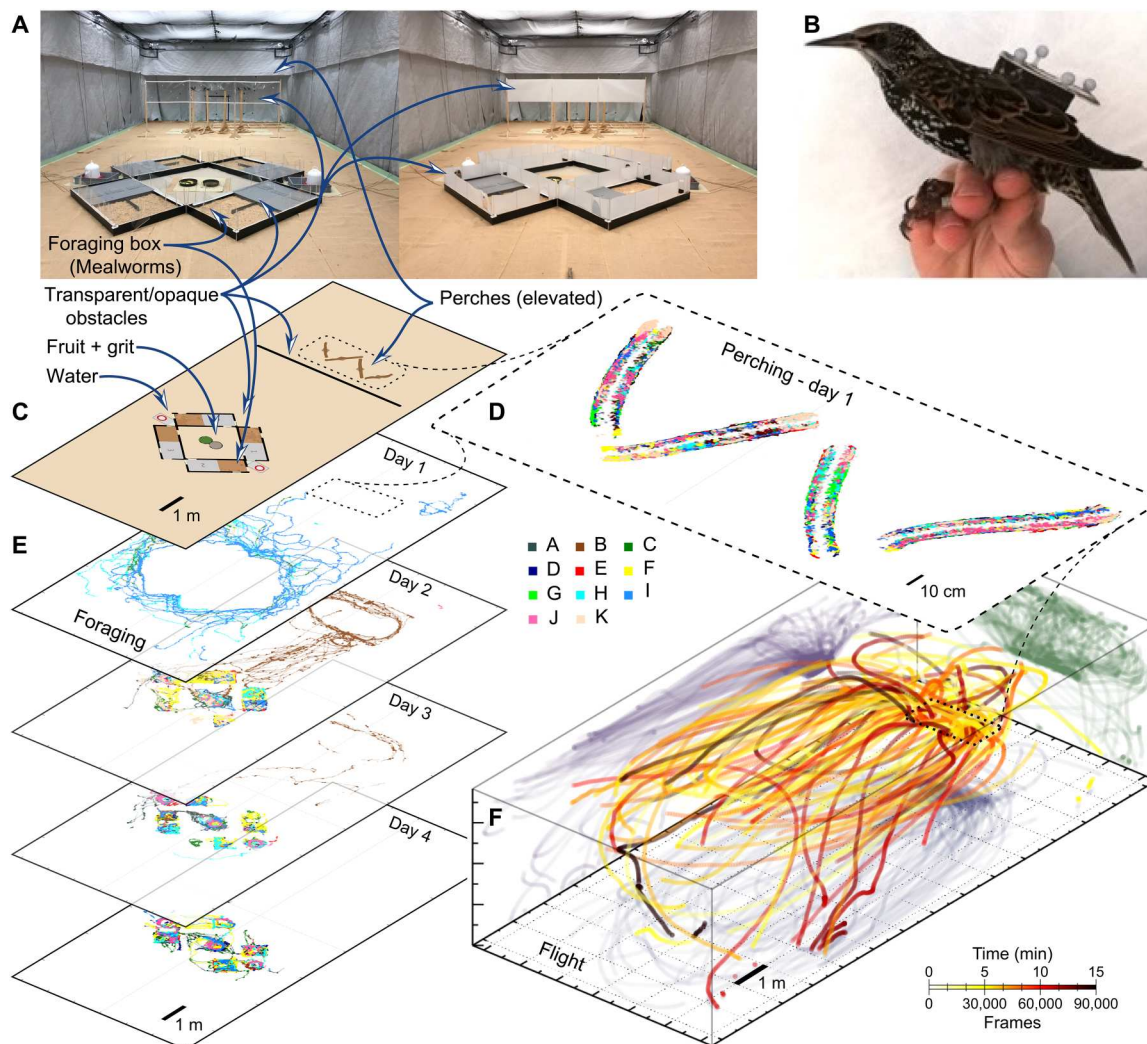 A
B
Foraging box
(Mealworms)
Transparent/opaque
obstacles
Perches (elevated)
Fruit + grit
Water
C
1 m
D
Perching - day 1
10 cm
E
Day 1
Foraging
Day 2
Day 3
Day 4
1 m
A B C
D E F
G H I
J K
F
Flight
1 m
Time (min)
0 5 10 15
0 30,000 60,000 90,000
Frames